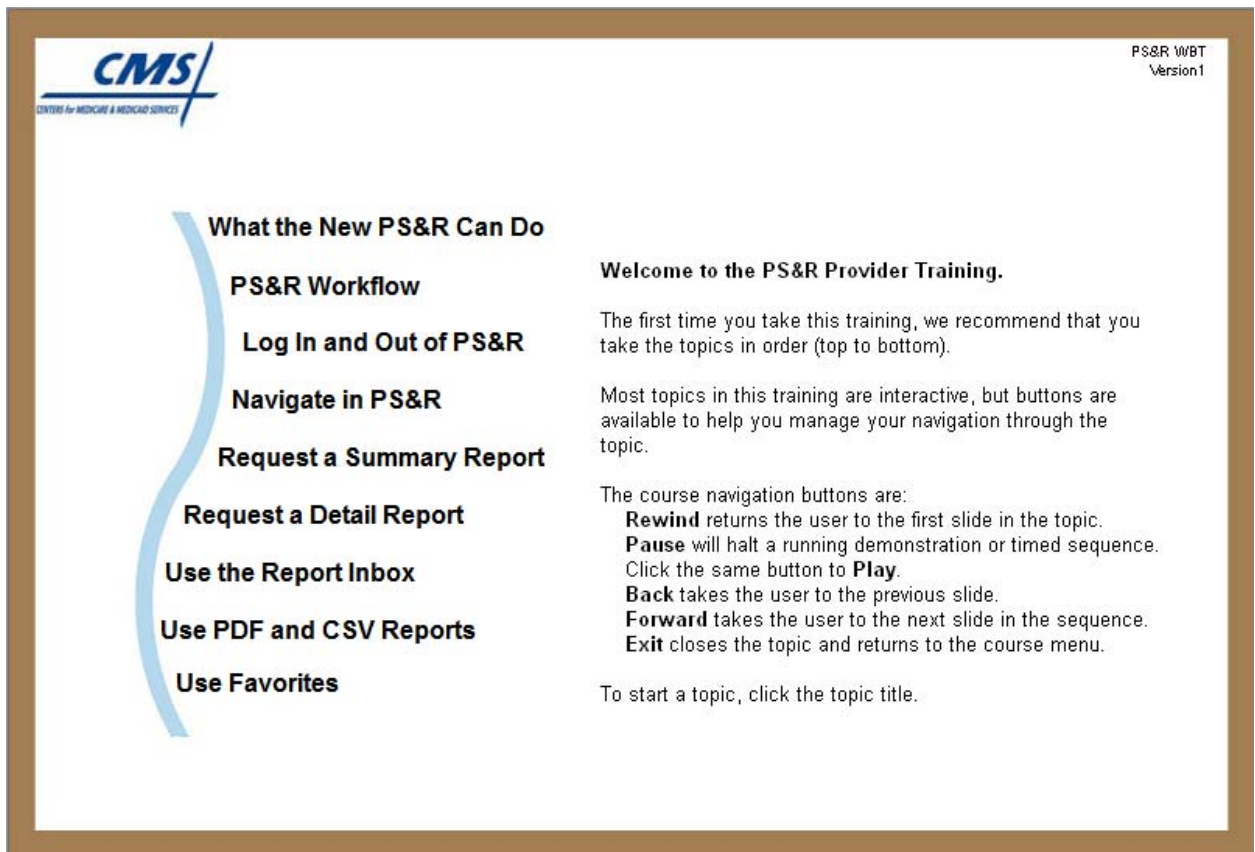 CMS
CENTERS for MEDICARE & MEDICAID SERVICES
PS&R WBT
Version1
What the New PS&R Can Do
PS&R Workflow
Log In and Out of PS&R
Navigate in PS&R
Request a Summary Report
Request a Detail Report
Use the Report Inbox
Use PDF and CSV Reports
Use Favorites
Welcome to the PS&R Provider Training.
The first time you take this training, we recommend that you
take the topics in order (top to bottom).
Most topics in this training are interactive, but buttons are
available to help you manage your navigation through the
topic.
The course navigation buttons are:
Rewind returns the user to the first slide in the topic.
Pause will halt a running demonstration or timed sequence.
Click the same button to Play.
Back takes the user to the previous slide.
Forward takes the user to the next slide in the sequence.
Exit closes the topic and returns to the course menu.
To start a topic, click the topic title.